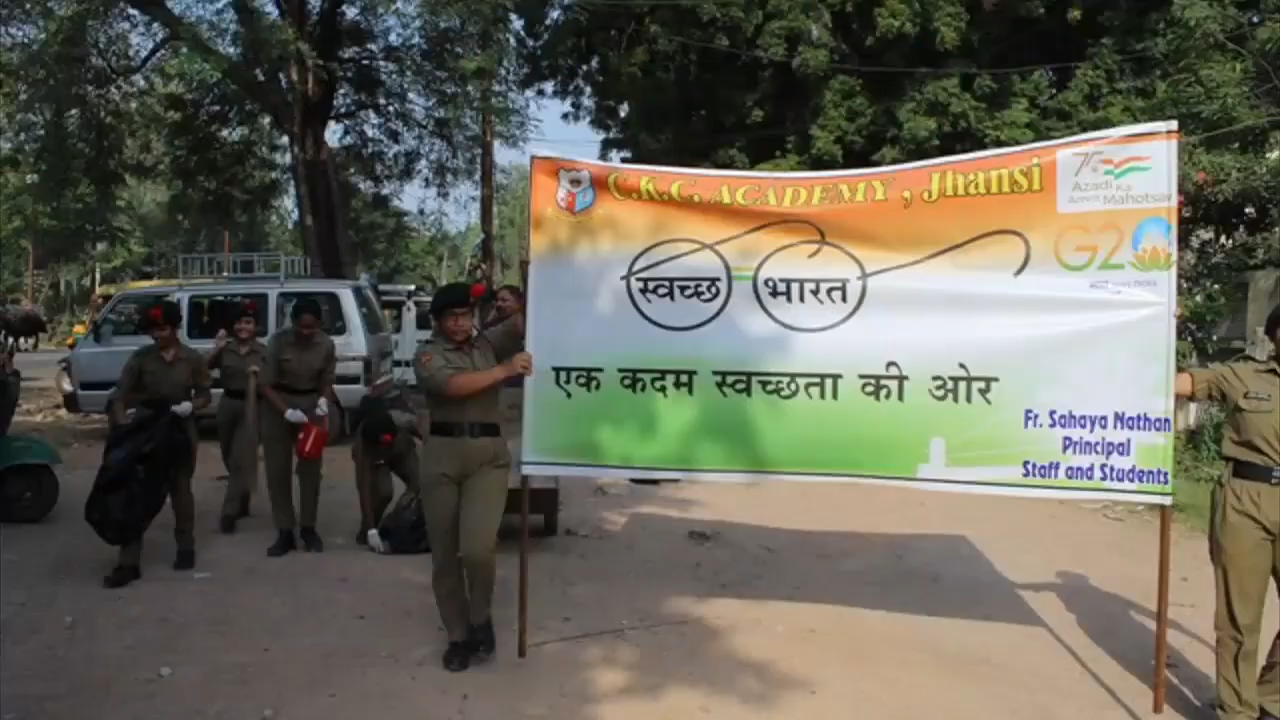 C.K.C. ACADEMY , Jhansi
75
Azadi Ka
Amrit Mahotsav
G20
स्वच्छ भारत
एक कदम स्वच्छता की ओर
Fr. Sahaya Nathan
Principal
Staff and Students